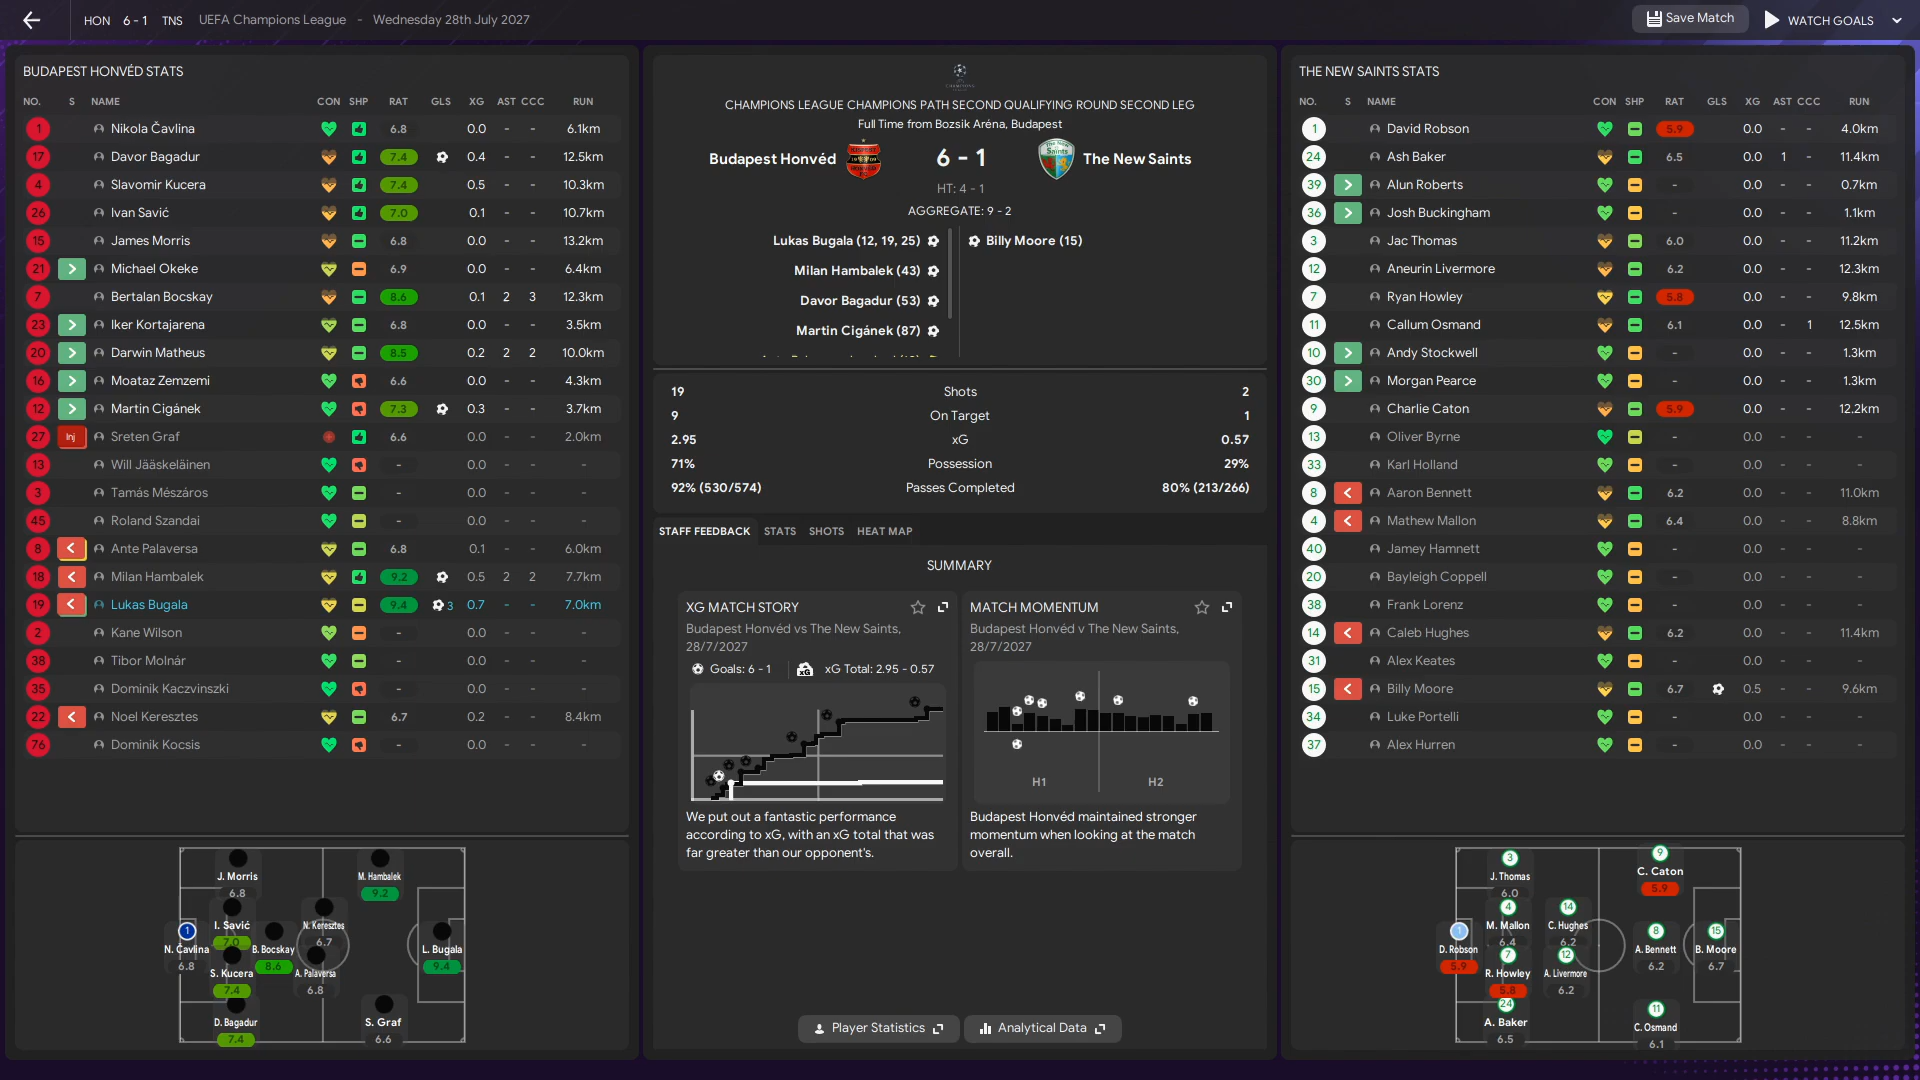 HON 6 - 1 TNS UEFA Champions League - Wednesday 28th July 2027
Save Match WATCH GOALS
BUDAPEST HONVÉD STATS
NO. S NAME CON SHP RAT GLS XG AST CCC RUN
1 Nikola Čavlina 6.8 0.0 - - 6.1km
17 Davor Bagadur 7.4 0.4 - - 12.5km
4 Slavomir Kucera 7.4 0.5 - - 10.3km
26 Ivan Savić 7.0 0.1 - - 10.7km
15 James Morris 6.8 0.0 - - 13.2km
21 Michael Okeke 6.9 0.0 - - 6.4km
7 Bertalan Bocskay 8.6 0.1 2 3 12.3km
23 Iker Kortajarena 6.8 0.0 - - 3.5km
20 Darwin Matheus 8.5 0.2 2 2 10.0km
16 Moataz Zemzemi 6.6 0.0 - - 4.3km
12 Martin Cigánek 7.3 0.3 - - 3.7km
27 Inj Sreten Graf 6.6 0.0 - - 2.0km
13 Will Jääskeläinen - 0.0 - - -
3 Tamás Mészáros - 0.0 - - -
45 Roland Szandai - 0.0 - - -
8 Ante Palaversa 6.8 0.1 - - 6.0km
18 Milan Hambalek 9.2 0.5 2 2 7.7km
19 Lukas Bugala 9.4 3 0.7 - - 7.0km
2 Kane Wilson - 0.0 - - -
38 Tibor Molnár - 0.0 - - -
35 Dominik Kaczvinszki - 0.0 - - -
22 Noel Keresztes 6.7 0.2 - - 8.4km
76 Dominik Kocsis - 0.0 - - -
J. Morris
6.8
M. Hambalek
9.2
I. Savić
7.0
N. Keresztes
6.7
1
N. Čavlina
6.8
B. Bocskay
8.6
L. Bugala
9.4
S. Kucera
7.4
A. Palaversa
6.8
D. Bagadur
7.4
S. Graf
6.6
CHAMPIONS LEAGUE CHAMPIONS PATH SECOND QUALIFYING ROUND SECOND LEG
Full Time from Bozsik Aréna, Budapest
Budapest Honvéd 6 - 1 The New Saints
HT: 4 - 1
AGGREGATE: 9 - 2
Lukas Bugala (12, 19, 25) Billy Moore (15)
Milan Hambalek (43)
Davor Bagadur (53)
Martin Cigánek (87)
19 Shots 2
9 On Target 1
2.95 xG 0.57
71% Possession 29%
92% (530/574) Passes Completed 80% (213/266)
STAFF FEEDBACK STATS SHOTS HEAT MAP
SUMMARY
XG MATCH STORY
Budapest Honvéd vs The New Saints,
28/7/2027
Goals: 6 - 1 xG Total: 2.95 - 0.57
We put out a fantastic performance
according to xG, with an xG total that was
far greater than our opponent's.
MATCH MOMENTUM
Budapest Honvéd v The New Saints,
28/7/2027
H1 H2
Budapest Honvéd maintained stronger
momentum when looking at the match
overall.
Player Statistics Analytical Data
THE NEW SAINTS STATS
NO. S NAME CON SHP RAT GLS XG AST CCC RUN
1 David Robson 5.9 0.0 - - 4.0km
24 Ash Baker 6.5 0.0 1 - 11.4km
39 Alun Roberts - 0.0 - - 0.7km
36 Josh Buckingham - 0.0 - - 1.1km
3 Jac Thomas 6.0 0.0 - - 11.2km
12 Aneurin Livermore 6.2 0.0 - - 12.3km
7 Ryan Howley 5.8 0.0 - - 9.8km
11 Callum Osmand 6.1 0.0 - 1 12.5km
10 Andy Stockwell - 0.0 - - 1.3km
30 Morgan Pearce - 0.0 - - 1.3km
9 Charlie Caton 5.9 0.0 - - 12.2km
13 Oliver Byrne - 0.0 - - -
33 Karl Holland - 0.0 - - -
8 Aaron Bennett 6.2 0.0 - - 11.0km
4 Mathew Mallon 6.4 0.0 - - 8.8km
40 Jamey Hamnett - 0.0 - - -
20 Bayleigh Coppell - 0.0 - - -
38 Frank Lorenz - 0.0 - - -
14 Caleb Hughes 6.2 0.0 - - 11.4km
31 Alex Keates - 0.0 - - -
15 Billy Moore 6.7 0.5 - - 9.6km
34 Luke Portelli - 0.0 - - -
37 Alex Hurren - 0.0 - - -
3
J. Thomas
6.0
9
C. Caton
5.9
4
M. Mallon
6.4
14
C. Hughes
6.2
1
D. Robson
5.9
8
A. Bennett
6.2
15
B. Moore
6.7
7
R. Howley
5.8
12
A. Livermore
6.2
24
A. Baker
6.5
11
C. Osmand
6.1